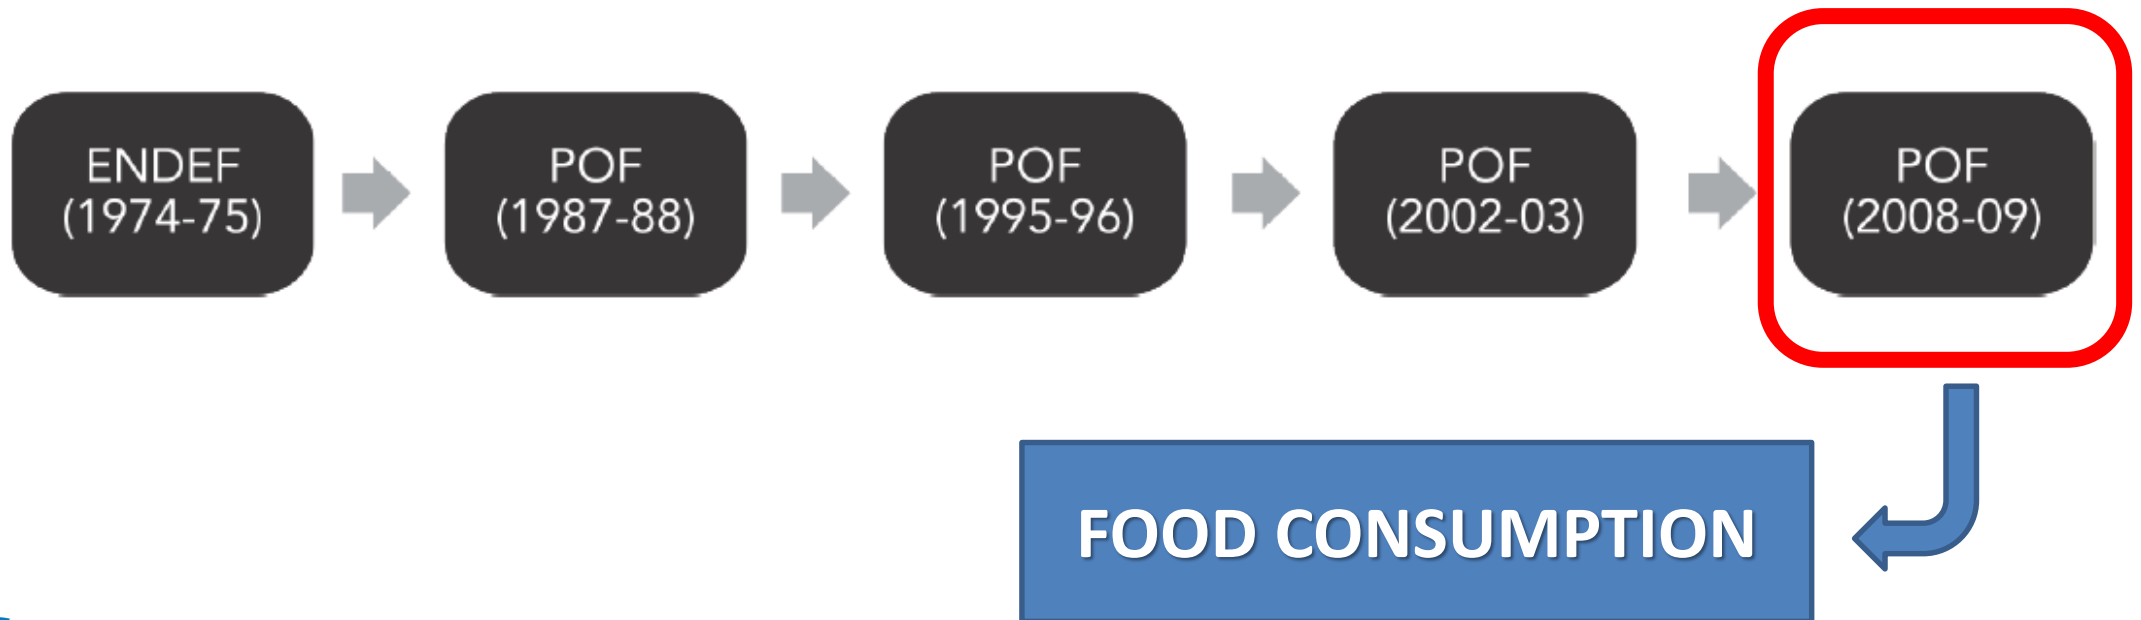 ENDEF
(1974-75)
POF
(1987-88)
POF
(1995-96)
POF
(2002-03)
POF
(2008-09)
FOOD CONSUMPTION